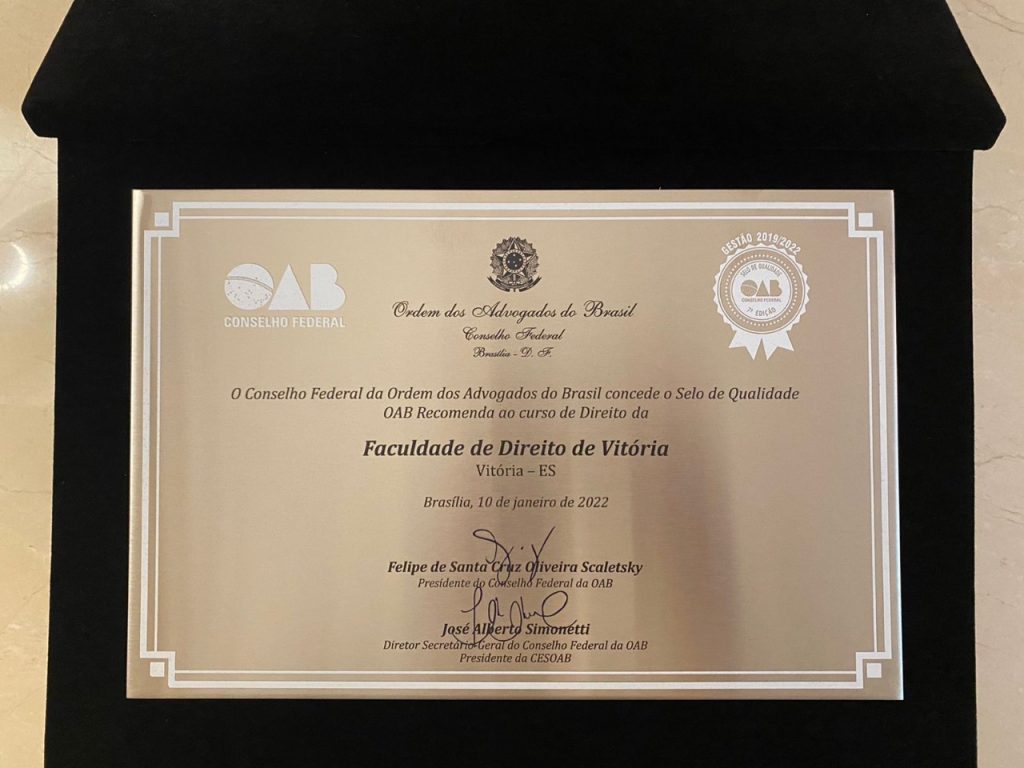 OAB
CONSELHO FEDERAL
Ordem dos Advogados do Brasil
Conselho Federal
Brasília - D. F.
GESTÃO 2019/2022
SELO DE QUALIDADE
OAB
CONSELHO FEDERAL
7ª EDIÇÃO
O Conselho Federal da Ordem dos Advogados do Brasil concede o Selo de Qualidade
OAB Recomenda ao curso de Direito da
Faculdade de Direito de Vitória
Vitória – ES
Brasília, 10 de janeiro de 2022
Felipe de Santa Cruz Oliveira Scaletsky
Presidente do Conselho Federal da OAB
José Alberto Simonetti
Diretor Secretário-Geral do Conselho Federal da OAB
Presidente da CESOAB